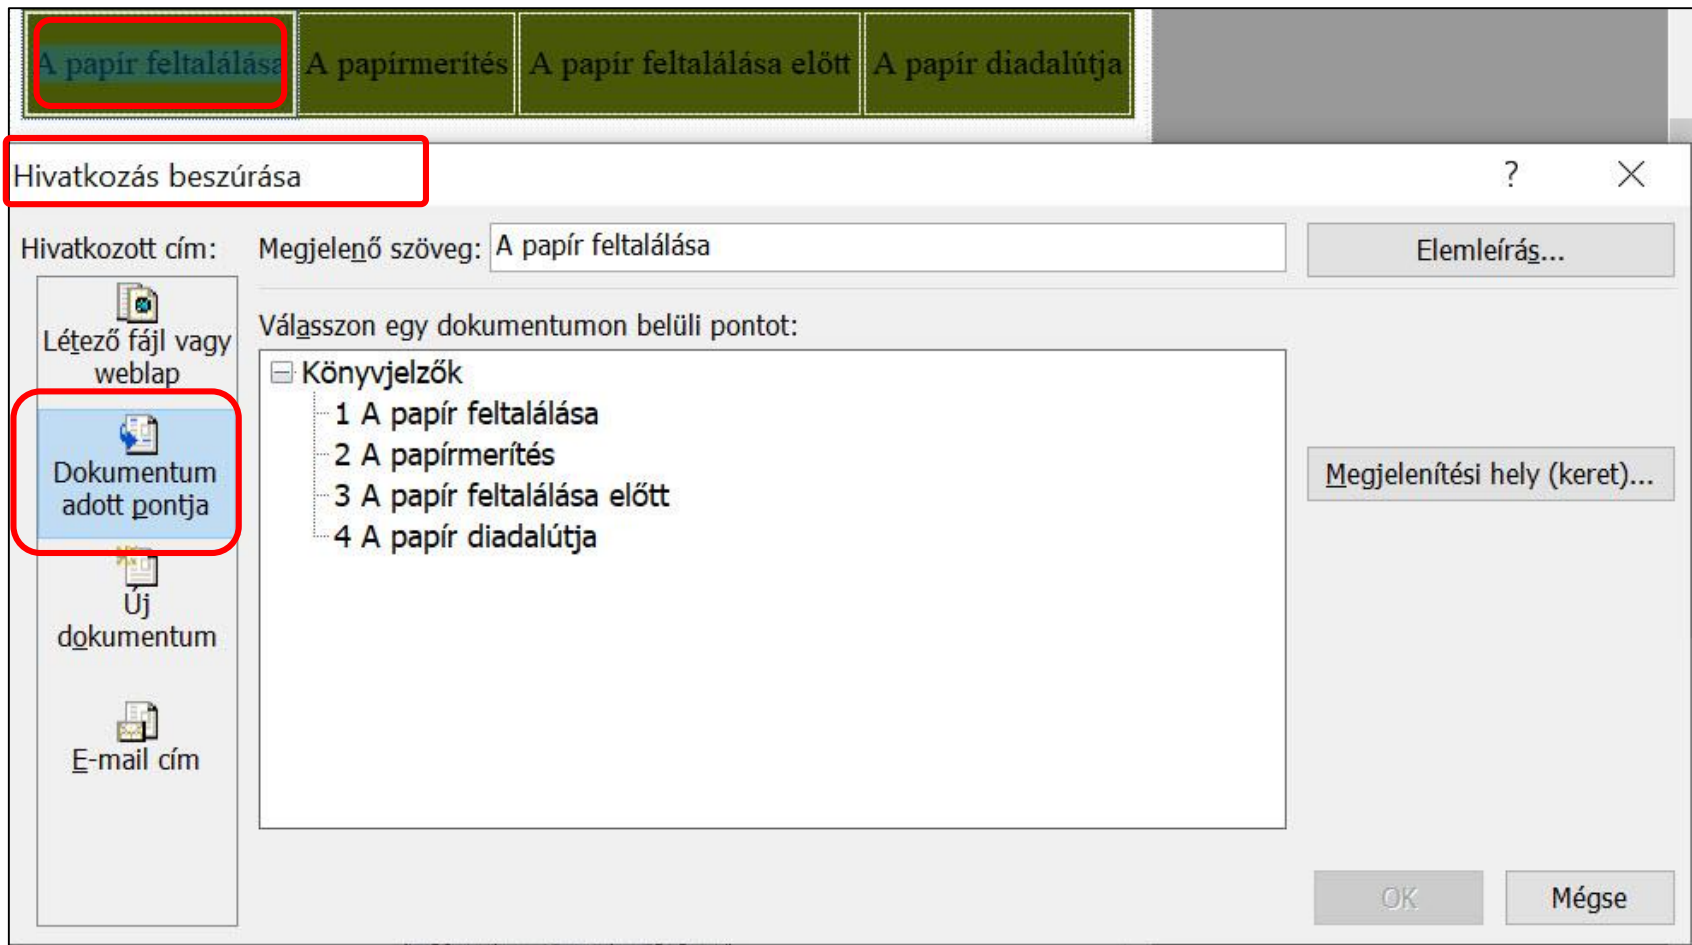 A papír feltalálása A papírmerítés A papír feltalálása elött A papír diadalútja
Hivatkozás beszúrása ?
Hivatkozott cím: Megjelenő szöveg: A papír feltalálása Elemleírás...
Létező fájl vagy
weblap
Dokumentum
adott pontja
Új
dokumentum
E-mail cím
Válasszon egy dokumentumon belüli pontot:
Könyvjelzők
1 A papír feltalálása
2 A papírmerítés
3 A papír feltalálása előtt
4 A papír diadalútja
Megjelenítési hely (keret)...
OK Mégse